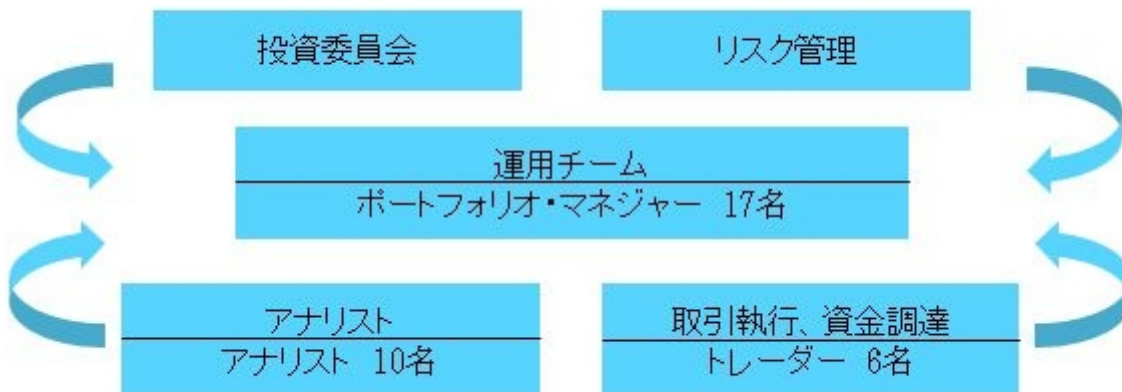 投資委員会
リスク管理
運用チーム
ポートフォリオ・マネジャー 17名
アナリスト
アナリスト 10名
取引執行、資金調達
トレーダー 6名